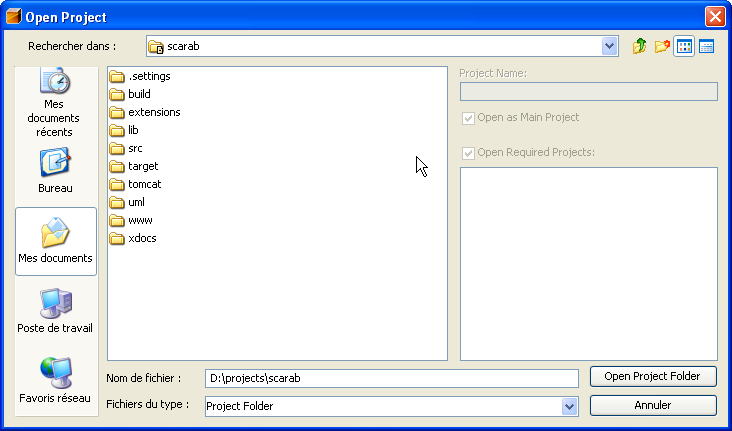 Open Project
Rechercher dans :
scarab
Mes
documents
récents
Bureau
Mes documents
Poste de travail
Favoris réseau
.settings
build
extensions
lib
src
target
tomcat
uml
www
xdocs
Project Name:
Open as Main Project
Open Required Projects:
Nom de fichier :
D:\projects\scarab
Open Project Folder
Fichiers du type :
Project Folder
Annuler